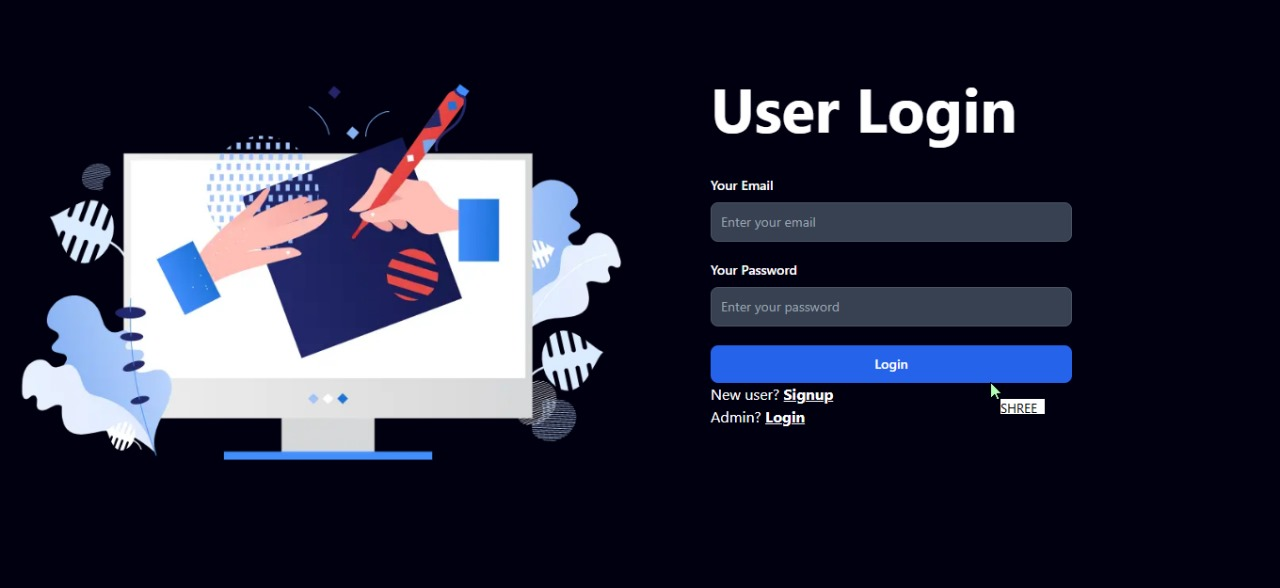 User Login
Your Email
Enter your email
Your Password
Enter your password
Login
New user? Signup
Admin? Login
SHREE